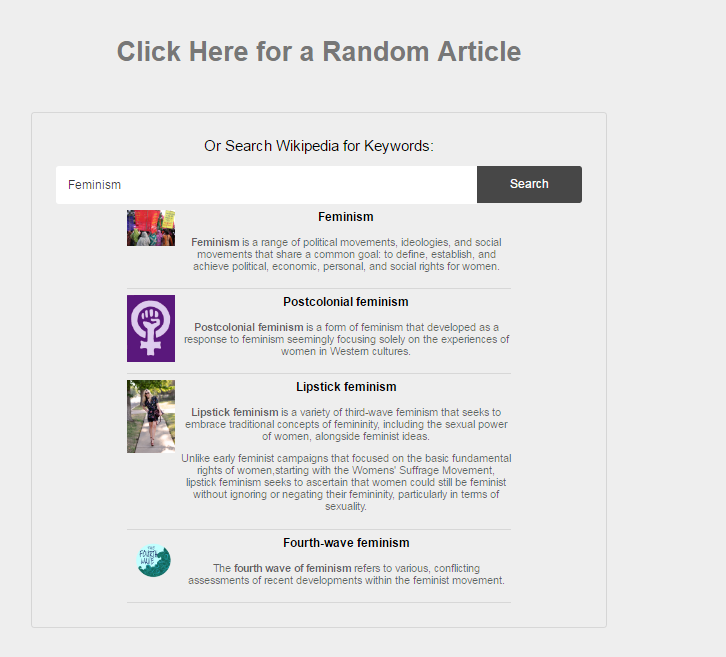 Click Here for a Random Article
Or Search Wikipedia for Keywords:
Feminism
Search
Feminism
Feminism is a range of political movements, ideologies, and social
movements that share a common goal: to define, establish, and
achieve political, economic, personal, and social rights for women.
Postcolonial feminism
Postcolonial feminism is a form of feminism that developed as a
response to feminism seemingly focusing solely on the experiences of
women in Western cultures.
Lipstick feminism
Lipstick feminism is a variety of third-wave feminism that seeks to
embrace traditional concepts of femininity, including the sexual power
of women, alongside feminist ideas.
Unlike early feminist campaigns that focused on the basic fundamental
rights of women,starting with the Womens' Suffrage Movement,
lipstick feminism seeks to ascertain that women could still be feminist
without ignoring or negating their femininity, particularly in terms of
sexuality.
Fourth-wave feminism
FOURTH
WAVE
The fourth wave of feminism refers to various, conflicting
assessments of recent developments within the feminist movement.